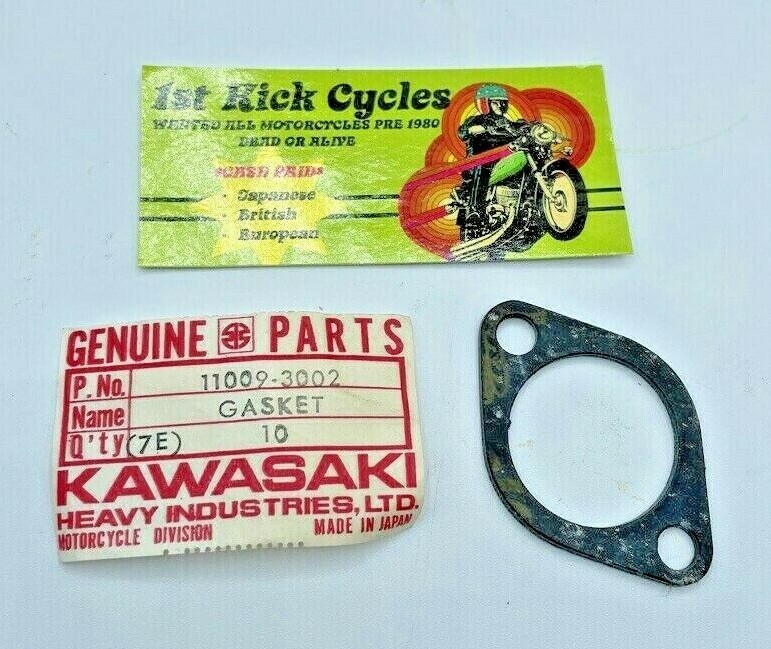 1st Kick Cycles
WANTED ALL MOTORCYCLES PRE 1980
DEAD OR ALIVE
CASH PAID
• Japanese
• British
• European
GENUINE PARTS
P. No. 11009-3002
Name GASKET
Q'ty (7E) 10
KAWASAKI
HEAVY INDUSTRIES, LTD.
MOTORCYCLE DIVISION MADE IN JAPAN